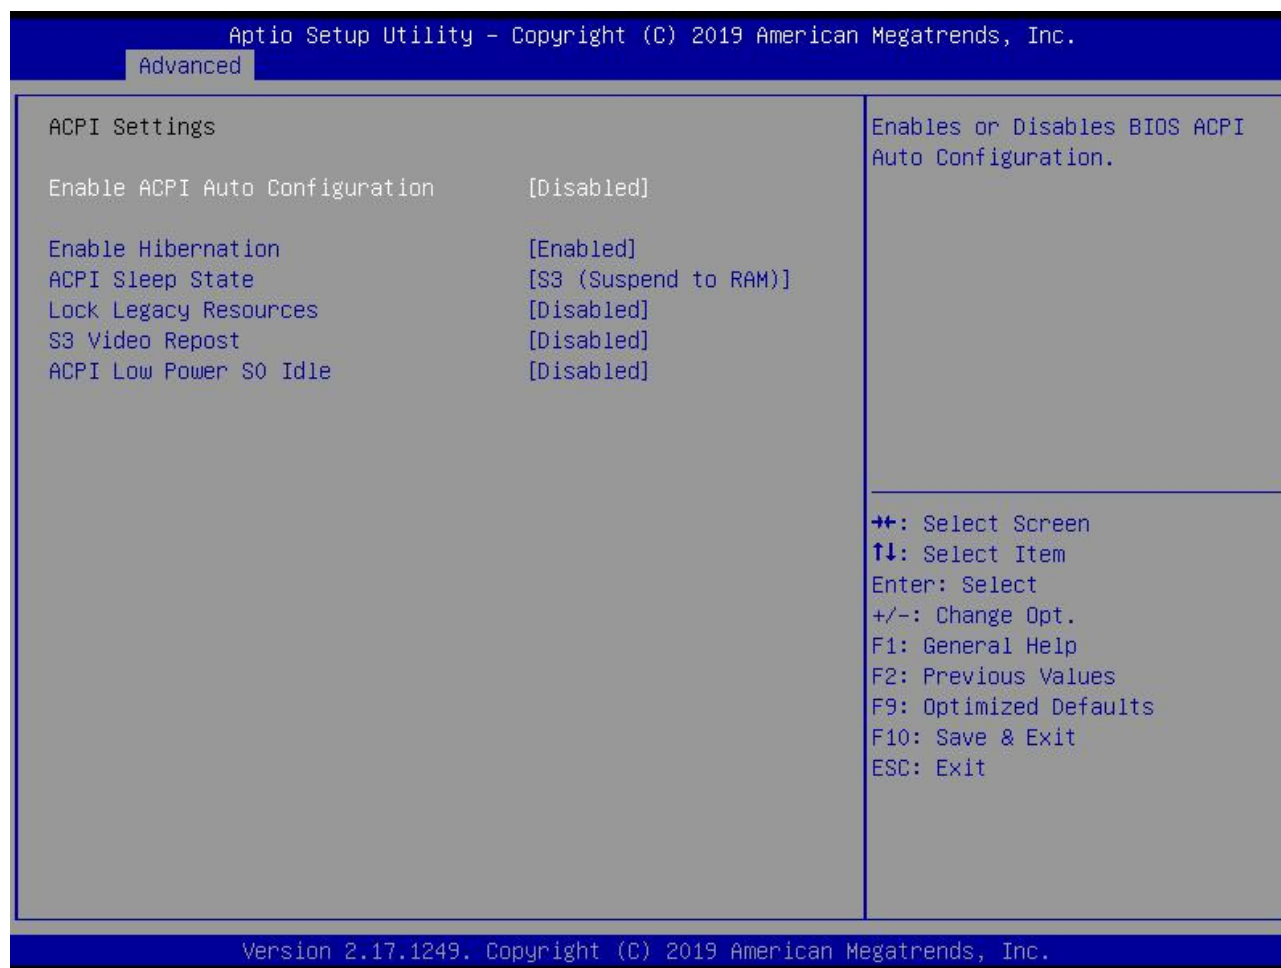 Aptio Setup Utility – Copyright (C) 2019 American Megatrends, Inc.
Advanced
ACPI Settings
Enable ACPI Auto Configuration [Disabled]
Enable Hibernation [Enabled]
ACPI Sleep State [S3 (Suspend to RAM)]
Lock Legacy Resources [Disabled]
S3 Video Repost [Disabled]
ACPI Low Power S0 Idle [Disabled]
Enables or Disables BIOS ACPI
Auto Configuration.
→←: Select Screen
↑↓: Select Item
Enter: Select
+/-: Change Opt.
F1: General Help
F2: Previous Values
F9: Optimized Defaults
F10: Save & Exit
ESC: Exit
Version 2.17.1249. Copyright (C) 2019 American Megatrends, Inc.